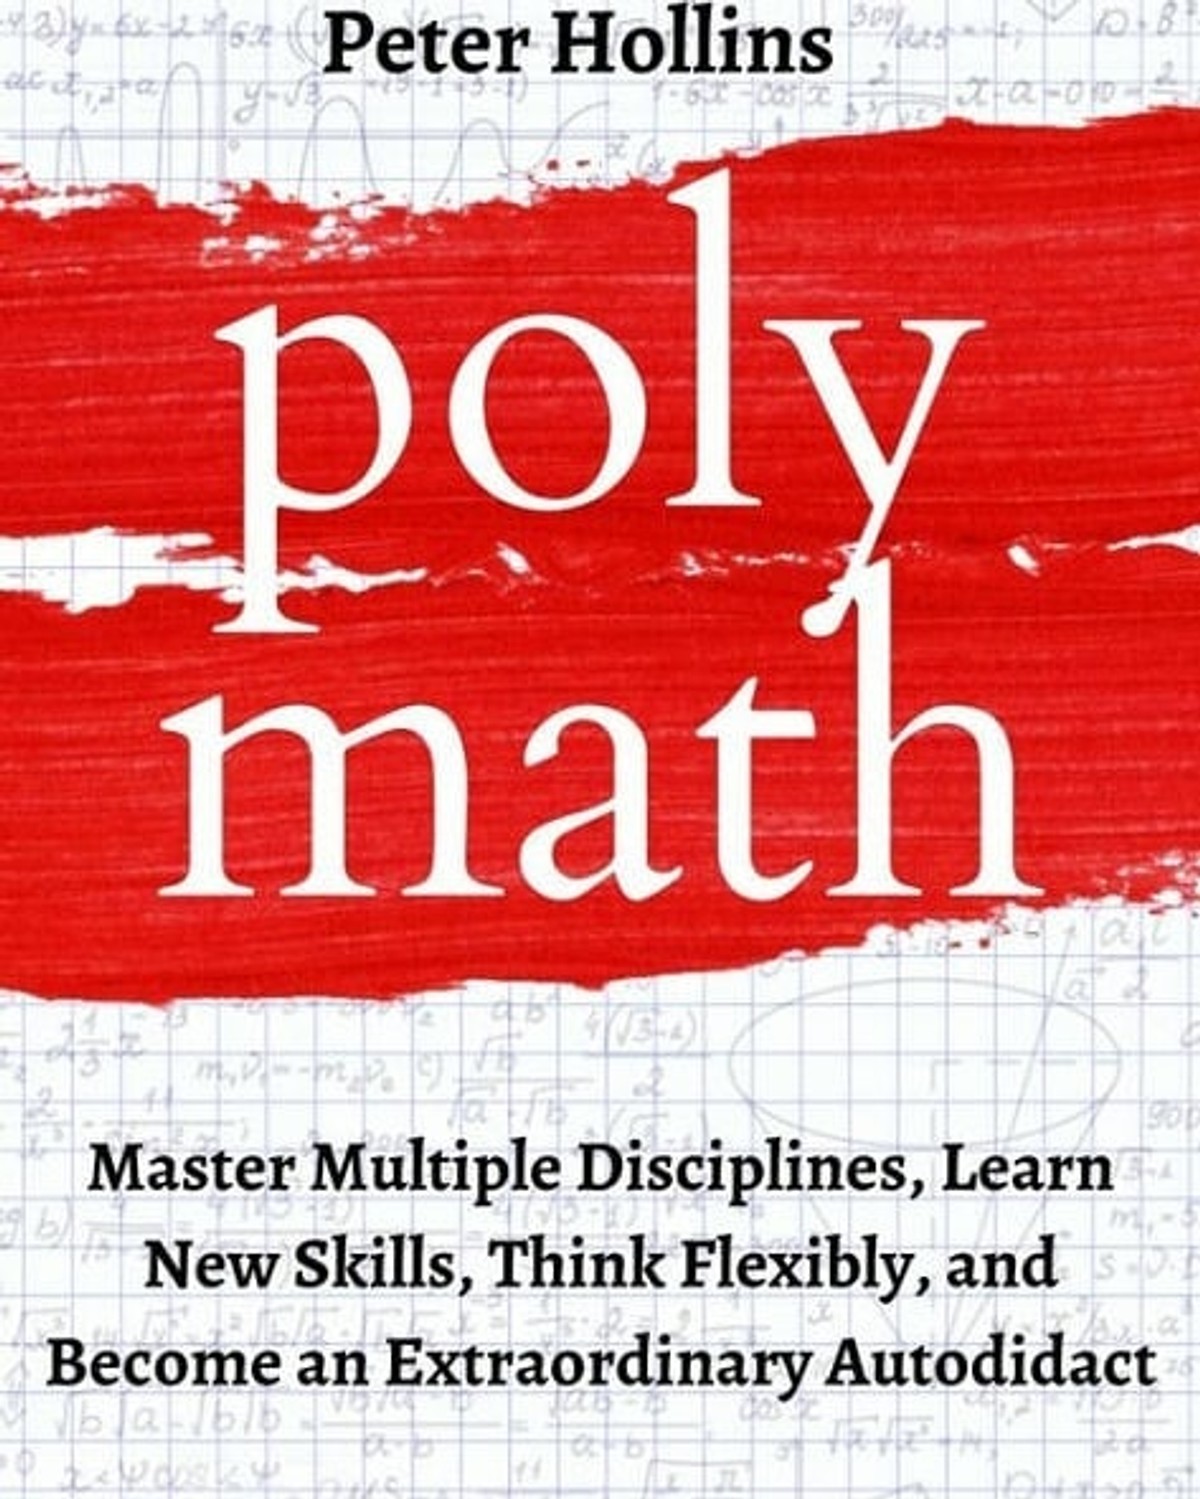 Peter Hollins
poly
math
Master Multiple Disciplines, Learn
New Skills, Think Flexibly, and
Become an Extraordinary Autodidact